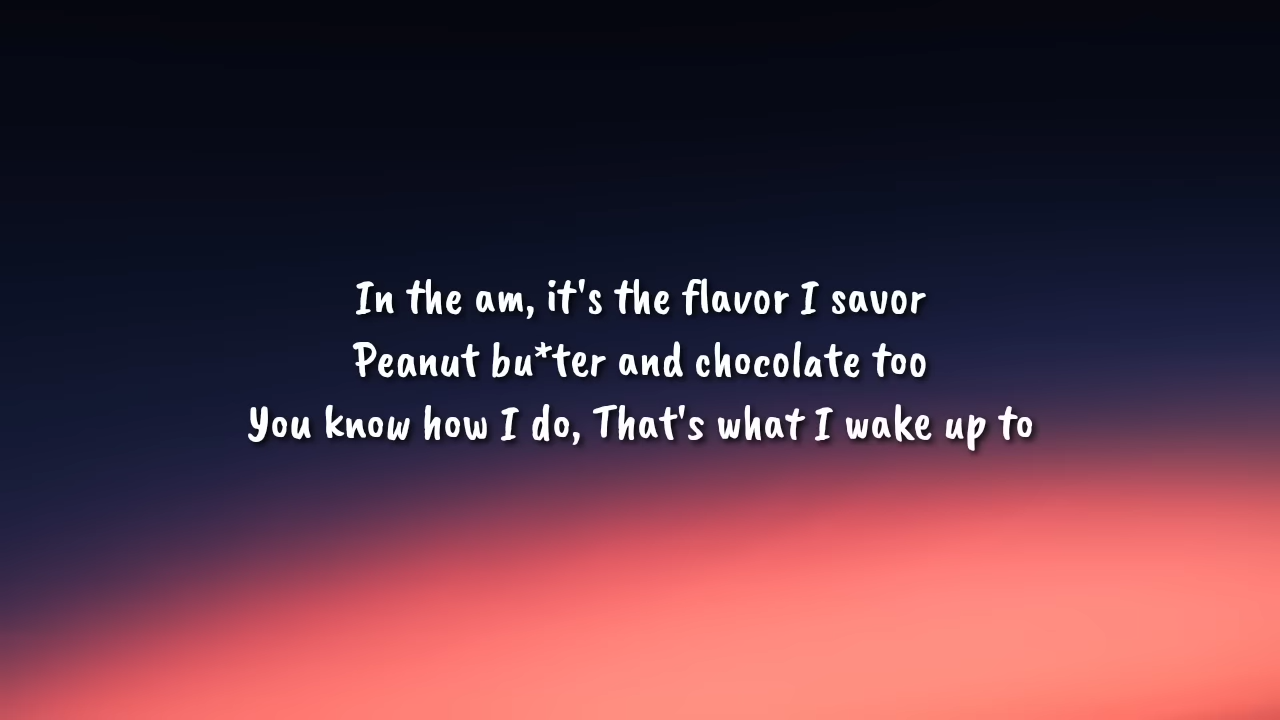 In the am, it's the flavor I savor
Peanut bu*ter and chocolate too
You know how I do, That's what I wake up to